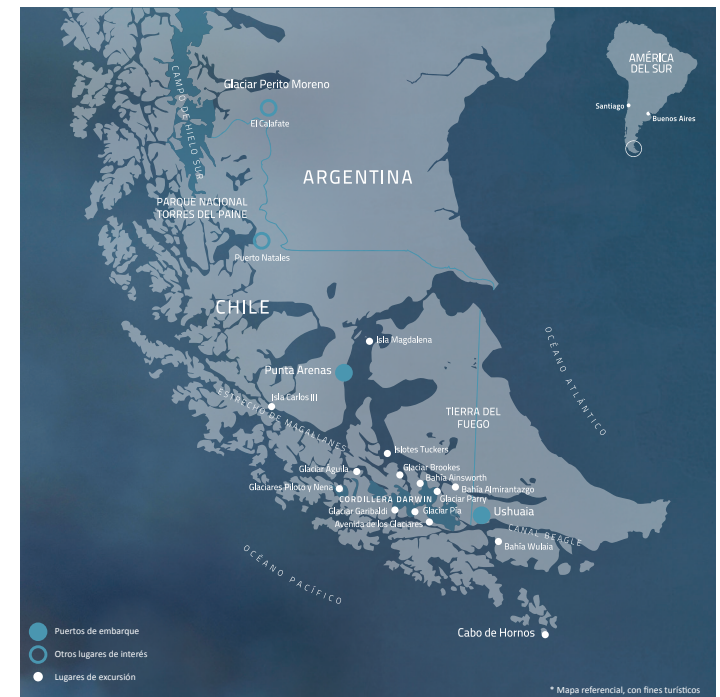 AMÉRICA
DEL SUR
Santiago
Buenos Aires
CAMPO DE HIELO SUR
Glaciar Perito Moreno
El Calafate
ARGENTINA
PARQUE NACIONAL
TORRES DEL PAINE
Puerto Natales
CHILE
OCÉANO ATLÁNTICO
Isla Magdalena
Punta Arenas
Isla Carlos III
ESTRECHO DE MAGALLANES
TIERRA DEL
FUEGO
Islotes Tuckers
Glaciar Águila
Glaciar Brookes
Bahía Ainsworth
Glaciares Piloto y Nena
Bahía Almirantazgo
CORDILLERA DARWIN
Glaciar Parry
Glaciar Garibaldi
Glaciar Pía
Ushuaia
Avenida de los Glaciares
CANAL BEAGLE
Bahía Wulaia
OCÉANO PACÍFICO
Cabo de Hornos
Puertos de embarque
Otros lugares de interés
Lugares de excursión
* Mapa referencial, con fines turísticos